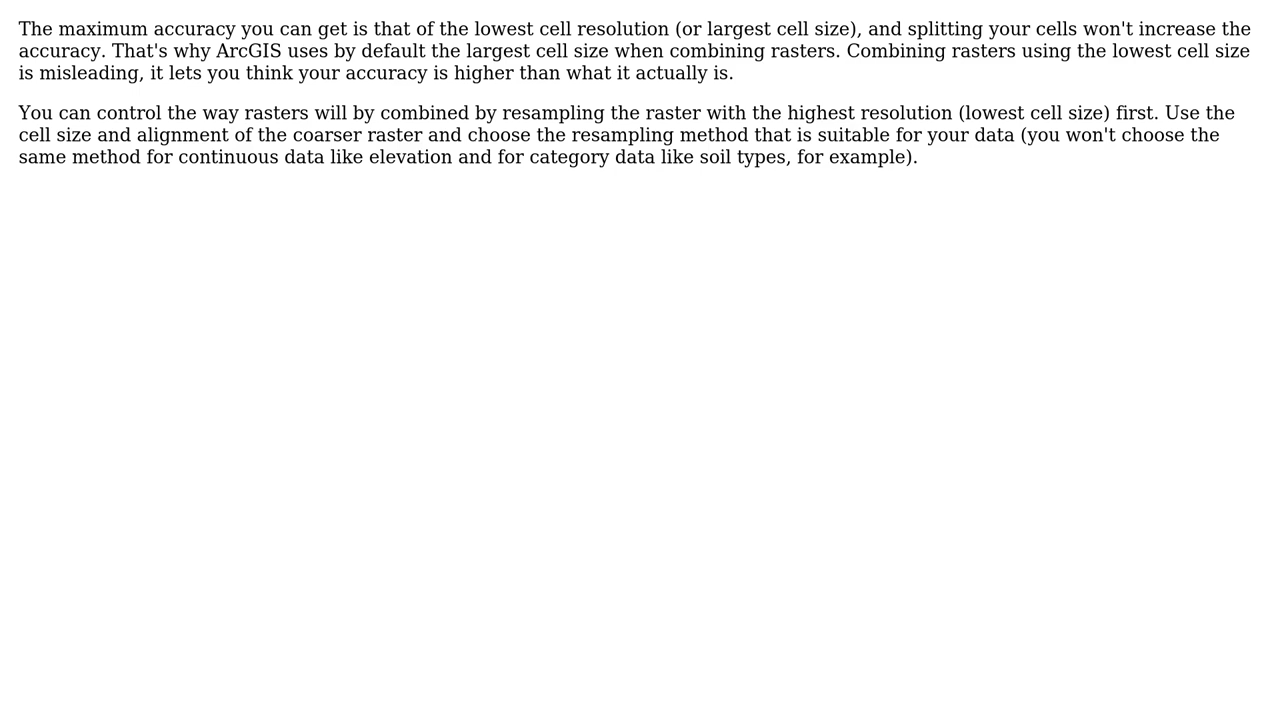 The maximum accuracy you can get is that of the lowest cell resolution (or largest cell size), and splitting your cells won't increase the
accuracy. That's why ArcGIS uses by default the largest cell size when combining rasters. Combining rasters using the lowest cell size
is misleading, it lets you think your accuracy is higher than what it actually is.
You can control the way rasters will by combined by resampling the raster with the highest resolution (lowest cell size) first. Use the
cell size and alignment of the coarser raster and choose the resampling method that is suitable for your data (you won't choose the
same method for continuous data like elevation and for category data like soil types, for example).